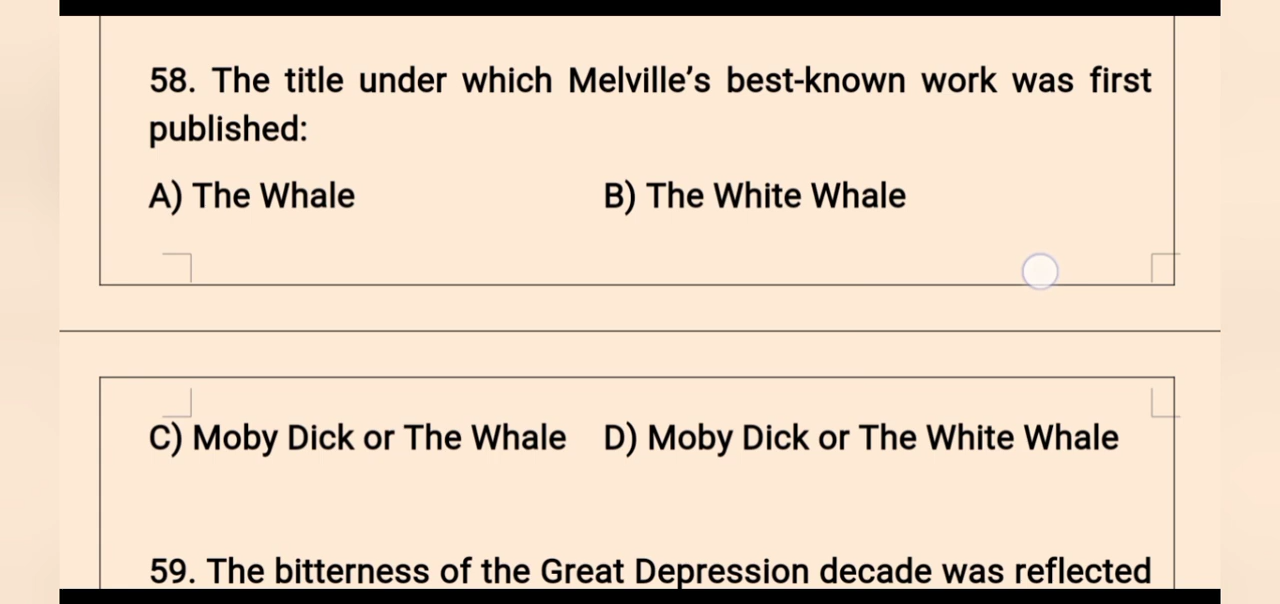 58. The title under which Melville’s best-known work was first
published:
A) The Whale B) The White Whale
C) Moby Dick or The Whale D) Moby Dick or The White Whale
59. The bitterness of the Great Depression decade was reflected